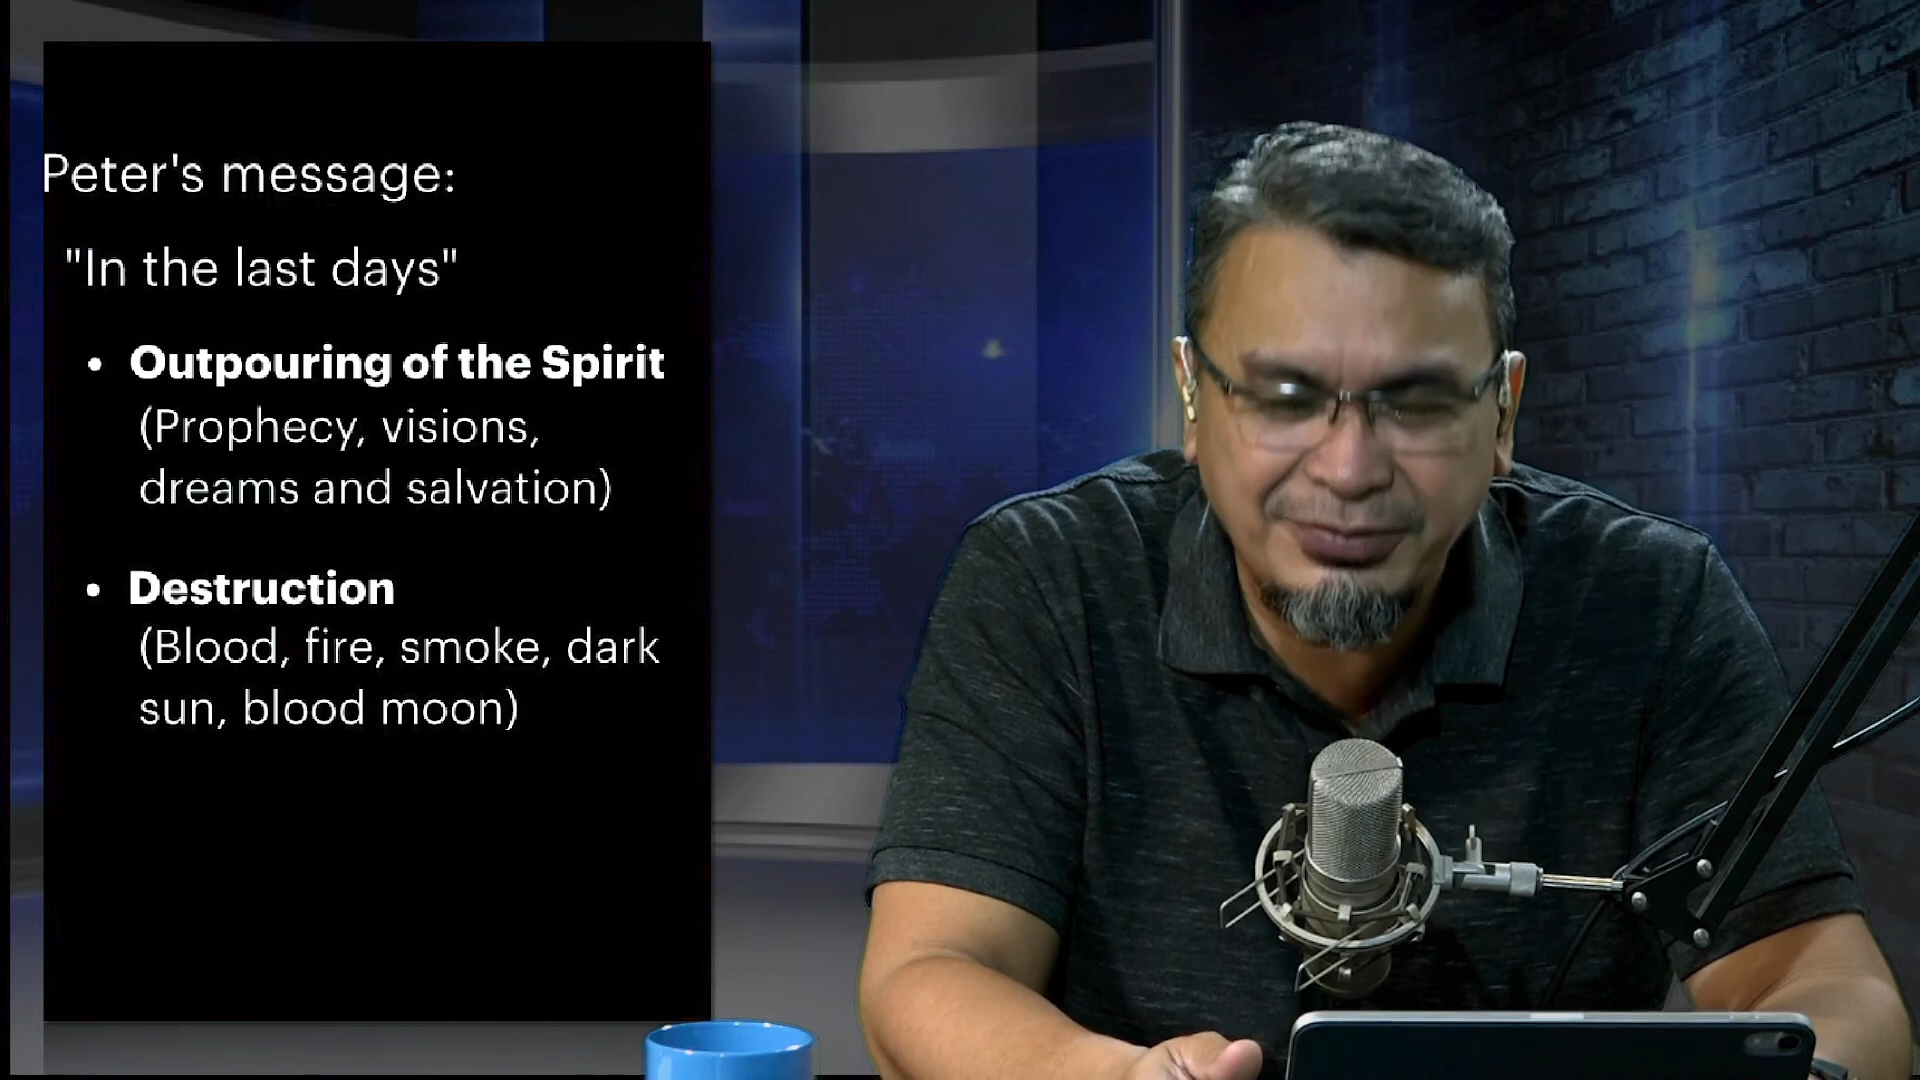 Peter's message:
"In the last days"
• Outpouring of the Spirit
(Prophecy, visions,
dreams and salvation)
• Destruction
(Blood, fire, smoke, dark
sun, blood moon)